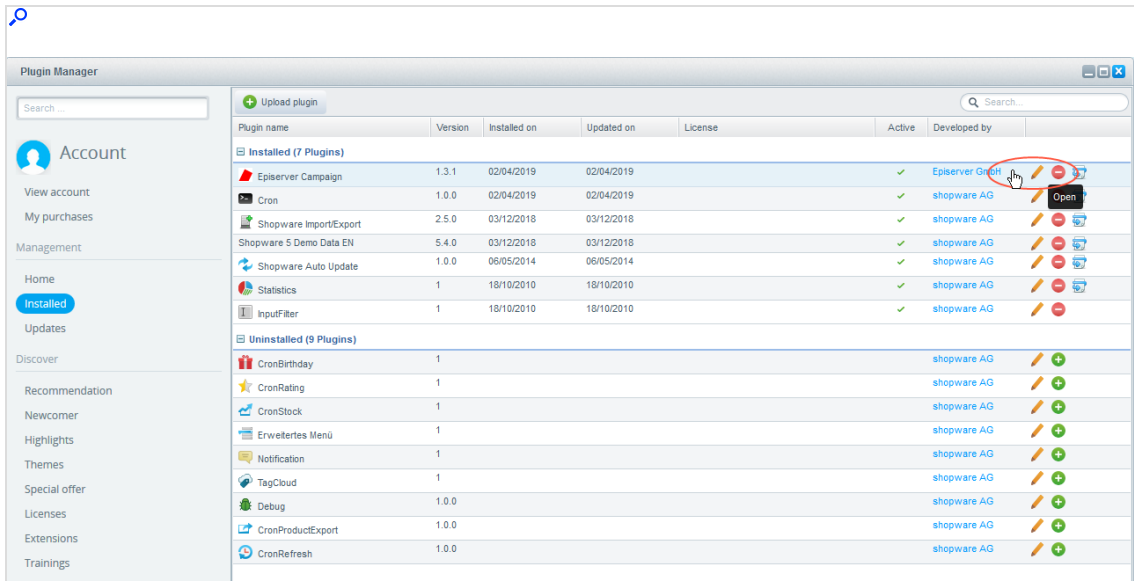 Plugin Manager
Search ...
Account
View account
My purchases
Management
Home
Installed
Updates
Discover
Recommendation
Newcomer
Highlights
Themes
Special offer
Licenses
Extensions
Trainings
Upload plugin
Search...
Plugin name Version Installed on Updated on License Active Developed by
Installed (7 Plugins)
Episerver Campaign 1.3.1 02/04/2019 02/04/2019 Episerver GmbH
Cron 1.0.0 02/04/2019 02/04/2019 shopware AG
Open
Shopware Import/Export 2.5.0 03/12/2018 03/12/2018 shopware AG
Shopware 5 Demo Data EN 5.4.0 03/12/2018 03/12/2018 shopware AG
Shopware Auto Update 1.0.0 06/05/2014 06/05/2014 shopware AG
Statistics 1 18/10/2010 18/10/2010 shopware AG
InputFilter 1 18/10/2010 18/10/2010 shopware AG
Uninstalled (9 Plugins)
CronBirthday 1 shopware AG
CronRating 1 shopware AG
CronStock 1 shopware AG
Erweitertes Menü 1 shopware AG
Notification 1 shopware AG
TagCloud 1 shopware AG
Debug 1.0.0 shopware AG
CronProductExport 1.0.0 shopware AG
CronRefresh 1.0.0 shopware AG